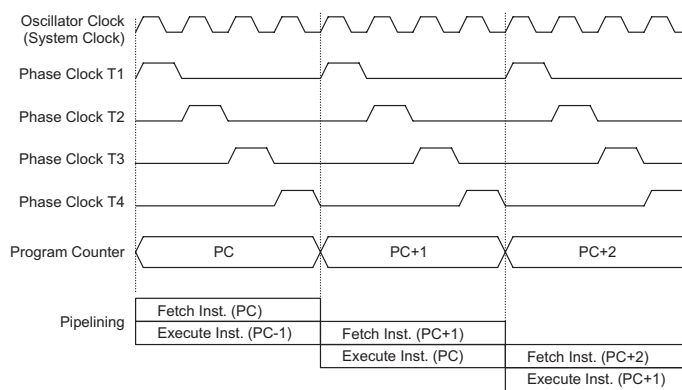 Oscillator Clock
(System Clock)
Phase Clock T1
Phase Clock T2
Phase Clock T3
Phase Clock T4
Program Counter
PC
PC+1
PC+2
Pipelining
Fetch Inst. (PC)
Execute Inst. (PC-1)
Fetch Inst. (PC+1)
Execute Inst. (PC)
Fetch Inst. (PC+2)
Execute Inst. (PC+1)